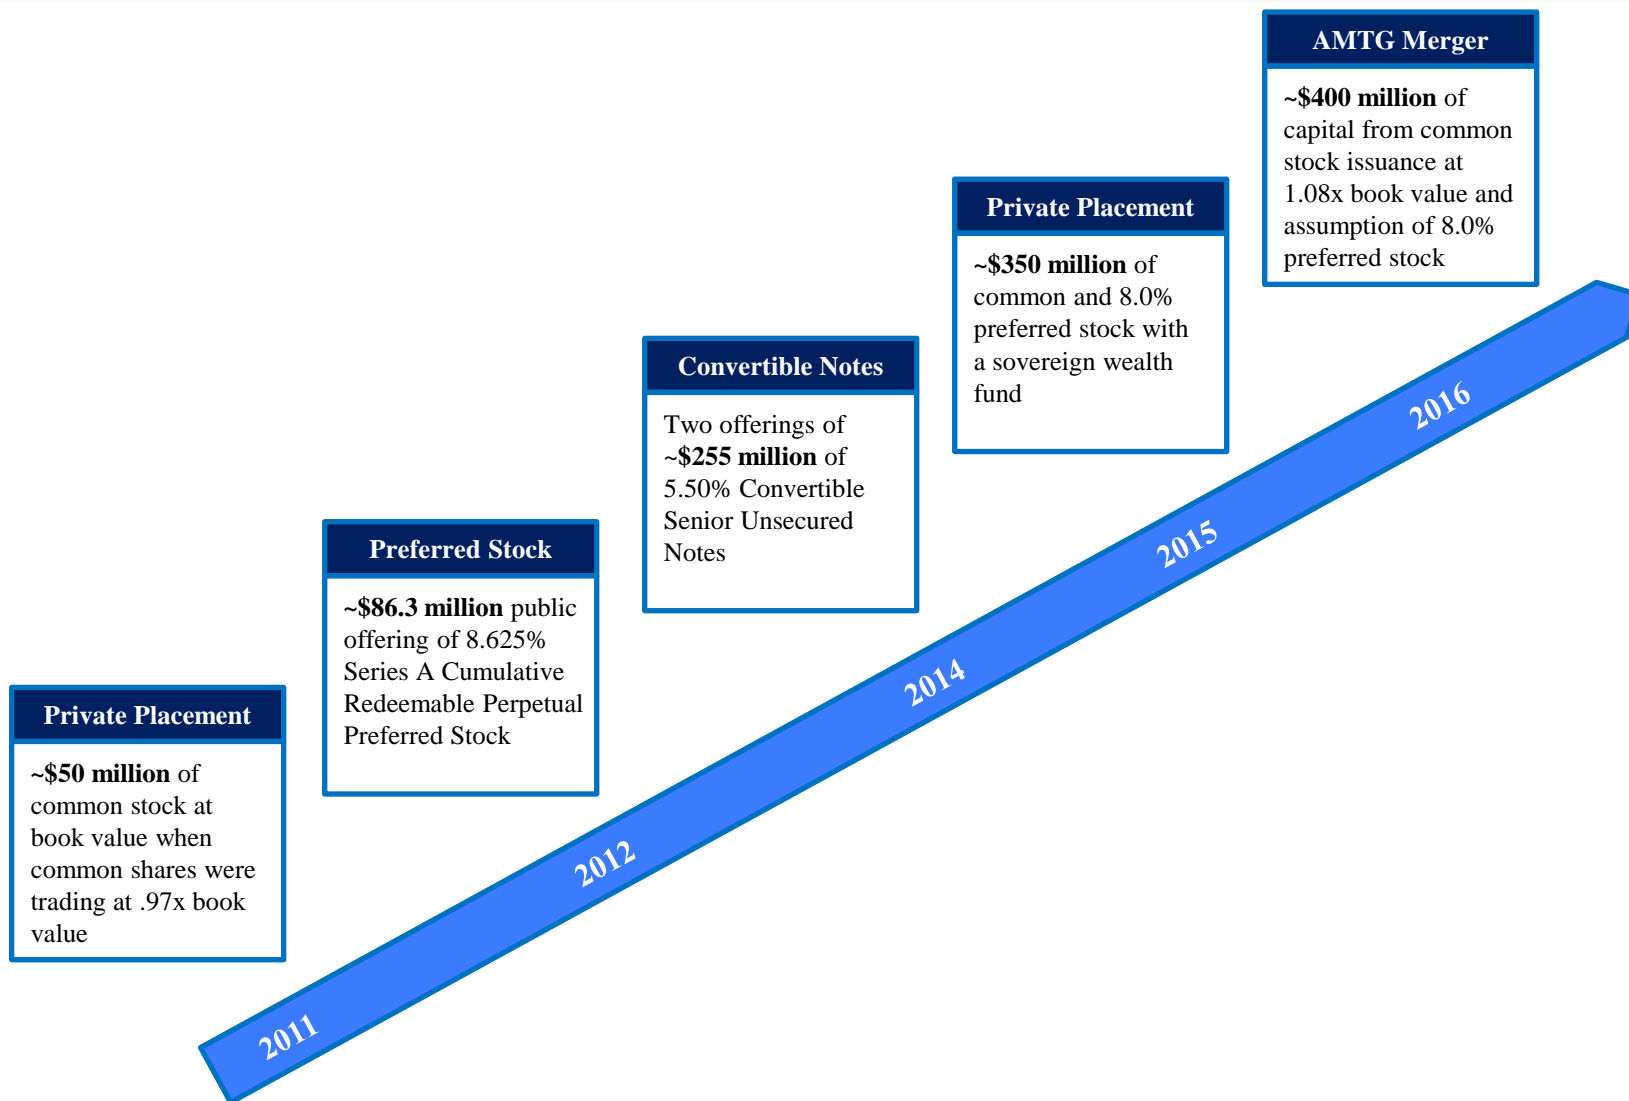 AMTG Merger
~$400 million of
capital from common
stock issuance at
1.08x book value and
assumption of 8.0%
preferred stock
Private Placement
~$350 million of
common and 8.0%
preferred stock with
a sovereign wealth
fund
Convertible Notes
Two offerings of
~$255 million of
5.50% Convertible
Senior Unsecured
Notes
Preferred Stock
~$86.3 million public
offering of 8.625%
Series A Cumulative
Redeemable Perpetual
Preferred Stock
Private Placement
~$50 million of
common stock at
book value when
common shares were
trading at .97x book
value
2016
2015
2014
2012
2011